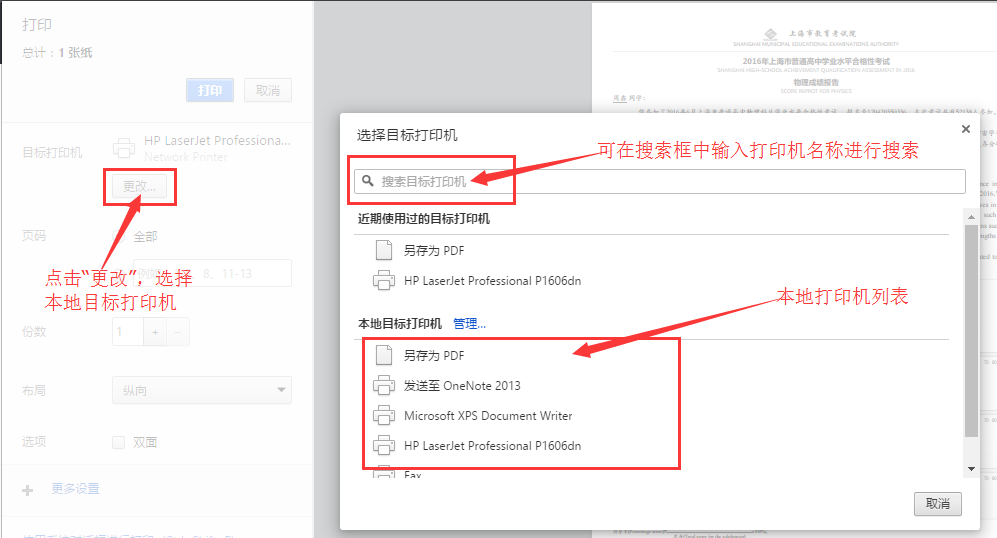 打印
总计：1 张纸
打印
取消
目标打印机
HP LaserJet Professiona...
Network Printer
更改...
页码
全部
8、11-13
点击“更改”，选择
本地目标打印机
份数
1
+
−
布局
纵向
选项
双面
更多设置
上海市教育考试院
SHANGHAI MUNICIPAL EDUCATIONAL EXAMINATIONS AUTHORITY
2016年上海市普通高中学业水平合格性考试
SHANGHAI HIGH-SCHOOL ACHIEVEMENT QUALIFICATION ASSESSMENT IN 2016
物理成绩报告
SCORE REPROT FOR PHYSICS
同学：
选择目标打印机
可在搜索框中输入打印机名称进行搜索
搜索目标打印机
近期使用过的目标打印机
另存为 PDF
HP LaserJet Professional P1606dn
本地打印机列表
本地目标打印机 管理...
另存为 PDF
发送至 OneNote 2013
Microsoft XPS Document Writer
HP LaserJet Professional P1606dn
Fax
取消